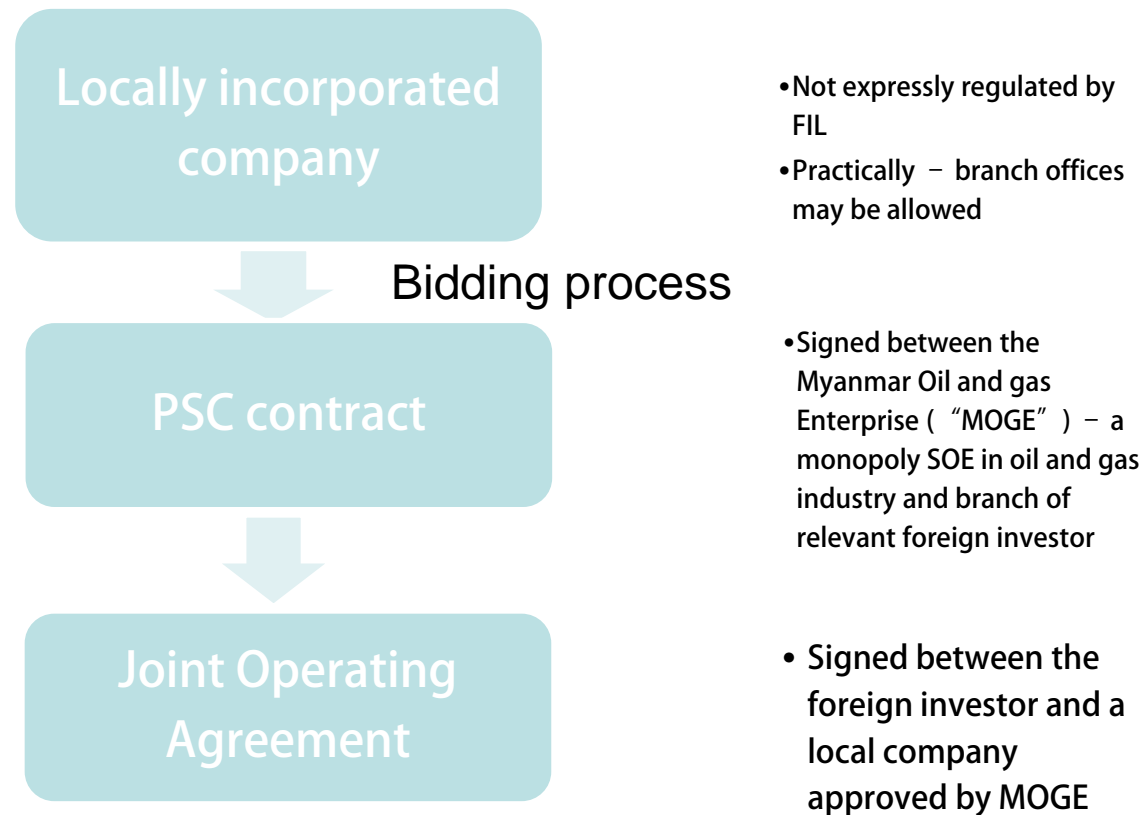 Locally incorporated
company
•Not expressly regulated by
FIL
•Practically – branch offices
may be allowed
Bidding process
PSC contract
•Signed between the
Myanmar Oil and gas
Enterprise ( “MOGE” ) – a
monopoly SOE in oil and gas
industry and branch of
relevant foreign investor
Joint Operating
Agreement
• Signed between the
foreign investor and a
local company
approved by MOGE